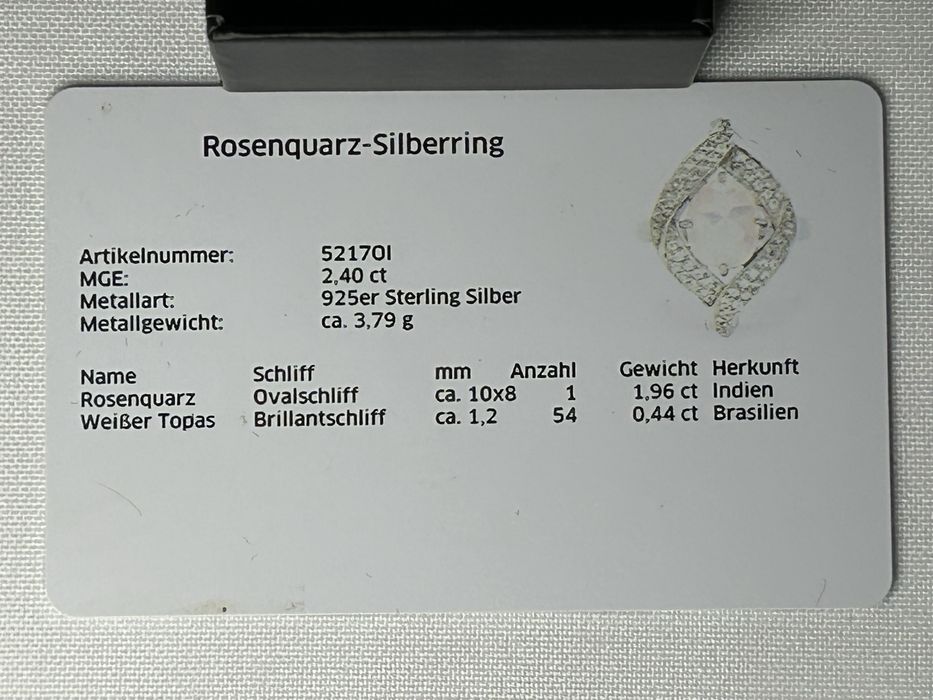 Rosenquarz-Silberring
Artikelnummer: 5217OI
MGE: 2,40 ct
Metallart: 925er Sterling Silber
Metallgewicht: ca. 3,79 g
Name Schliff mm Anzahl Gewicht Herkunft
Rosenquarz Ovalschliff ca. 10x8 1 1,96 ct Indien
Weißer Topas Brillantschliff ca. 1,2 54 0,44 ct Brasilien